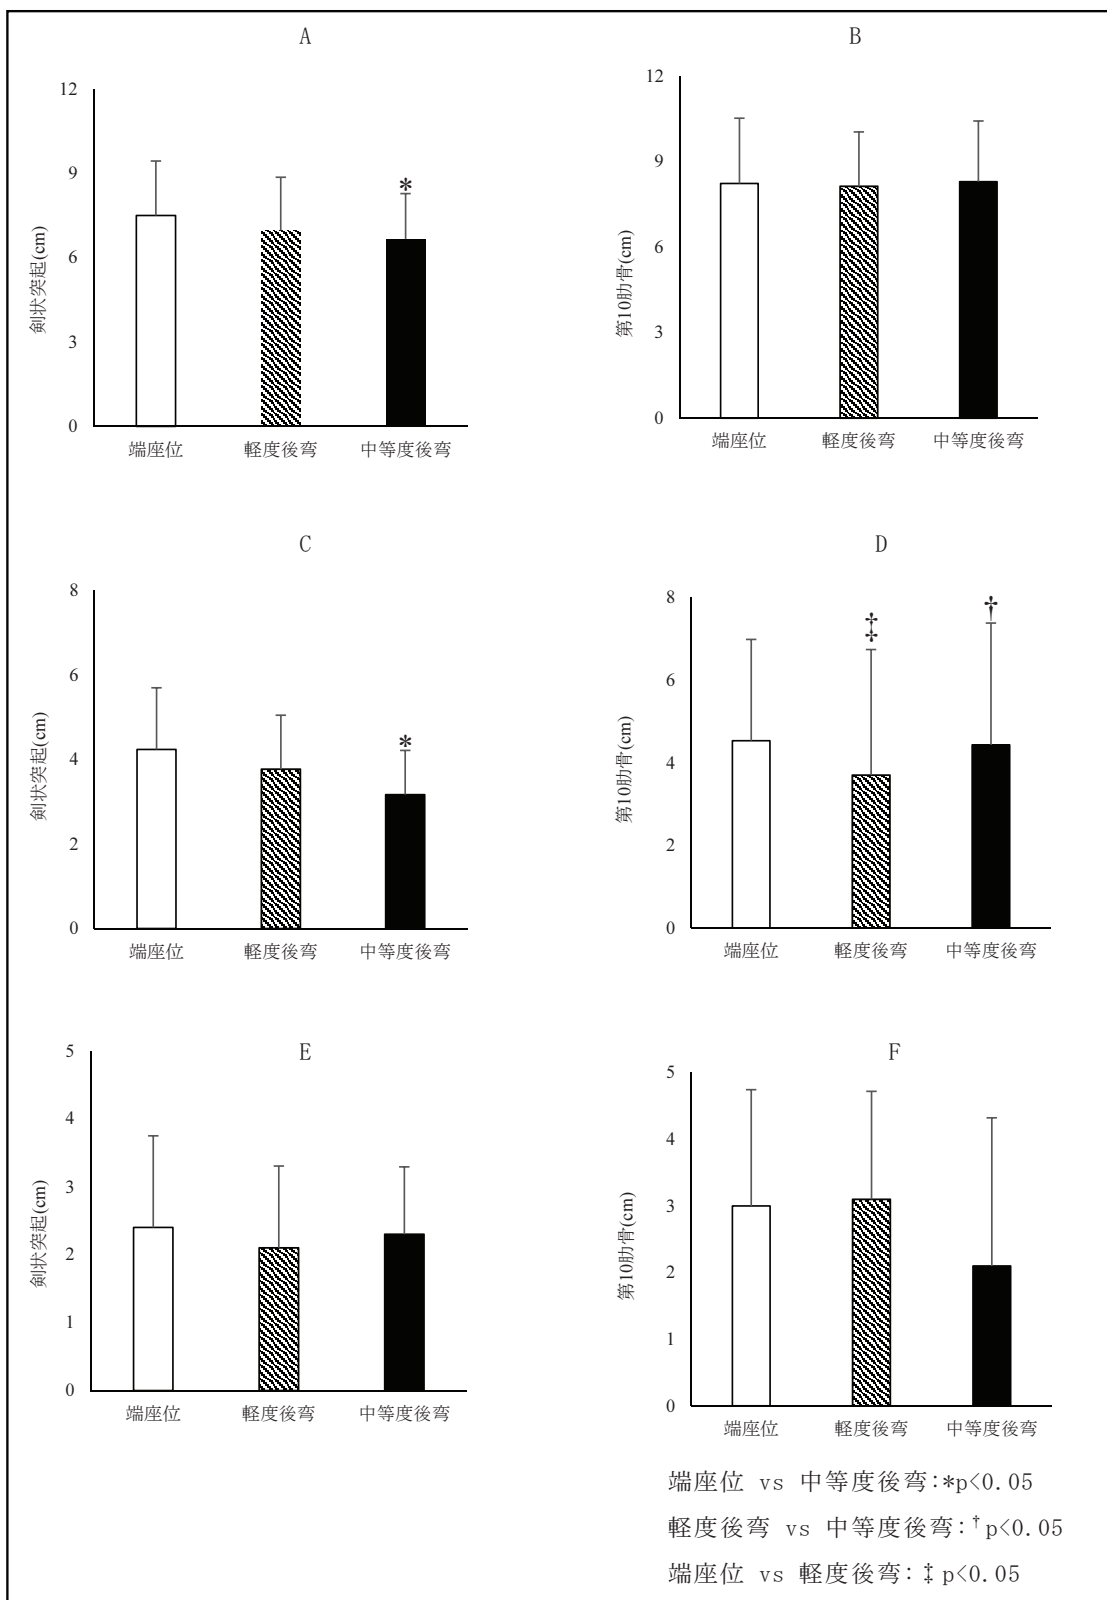 A
剣状突起(cm)
12
9
6
3
0
*
端座位 軽度後弯 中等度後弯
B
第10肋骨(cm)
12
9
6
3
0
端座位 軽度後弯 中等度後弯
C
剣状突起(cm)
8
6
4
2
0
*
端座位 軽度後弯 中等度後弯
D
第10肋骨(cm)
8
6
4
2
0
‡ †
端座位 軽度後弯 中等度後弯
E
剣状突起(cm)
5
4
3
2
1
0
端座位 軽度後弯 中等度後弯
F
第10肋骨(cm)
5
4
3
2
1
0
端座位 軽度後弯 中等度後弯
端座位 vs 中等度後弯:*p<0.05
軽度後弯 vs 中等度後弯:†p<0.05
端座位 vs 軽度後弯:‡p<0.05